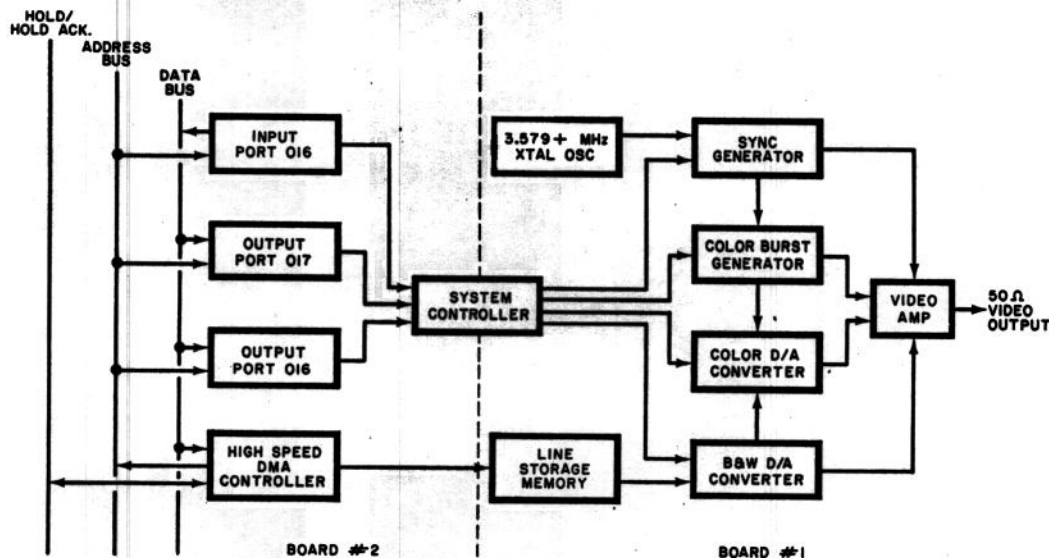 HOLD/
HOLD ACK.
ADDRESS
BUS
DATA
BUS
INPUT
PORT 016
3.579+ MHz
XTAL OSC
SYNC
GENERATOR
OUTPUT
PORT 017
COLOR BURST
GENERATOR
SYSTEM
CONTROLLER
VIDEO
AMP
50Ω
VIDEO
OUTPUT
OUTPUT
PORT 016
COLOR D/A
CONVERTER
HIGH SPEED
DMA
CONTROLLER
LINE
STORAGE
MEMORY
B&W D/A
CONVERTER
BOARD #2
BOARD #1